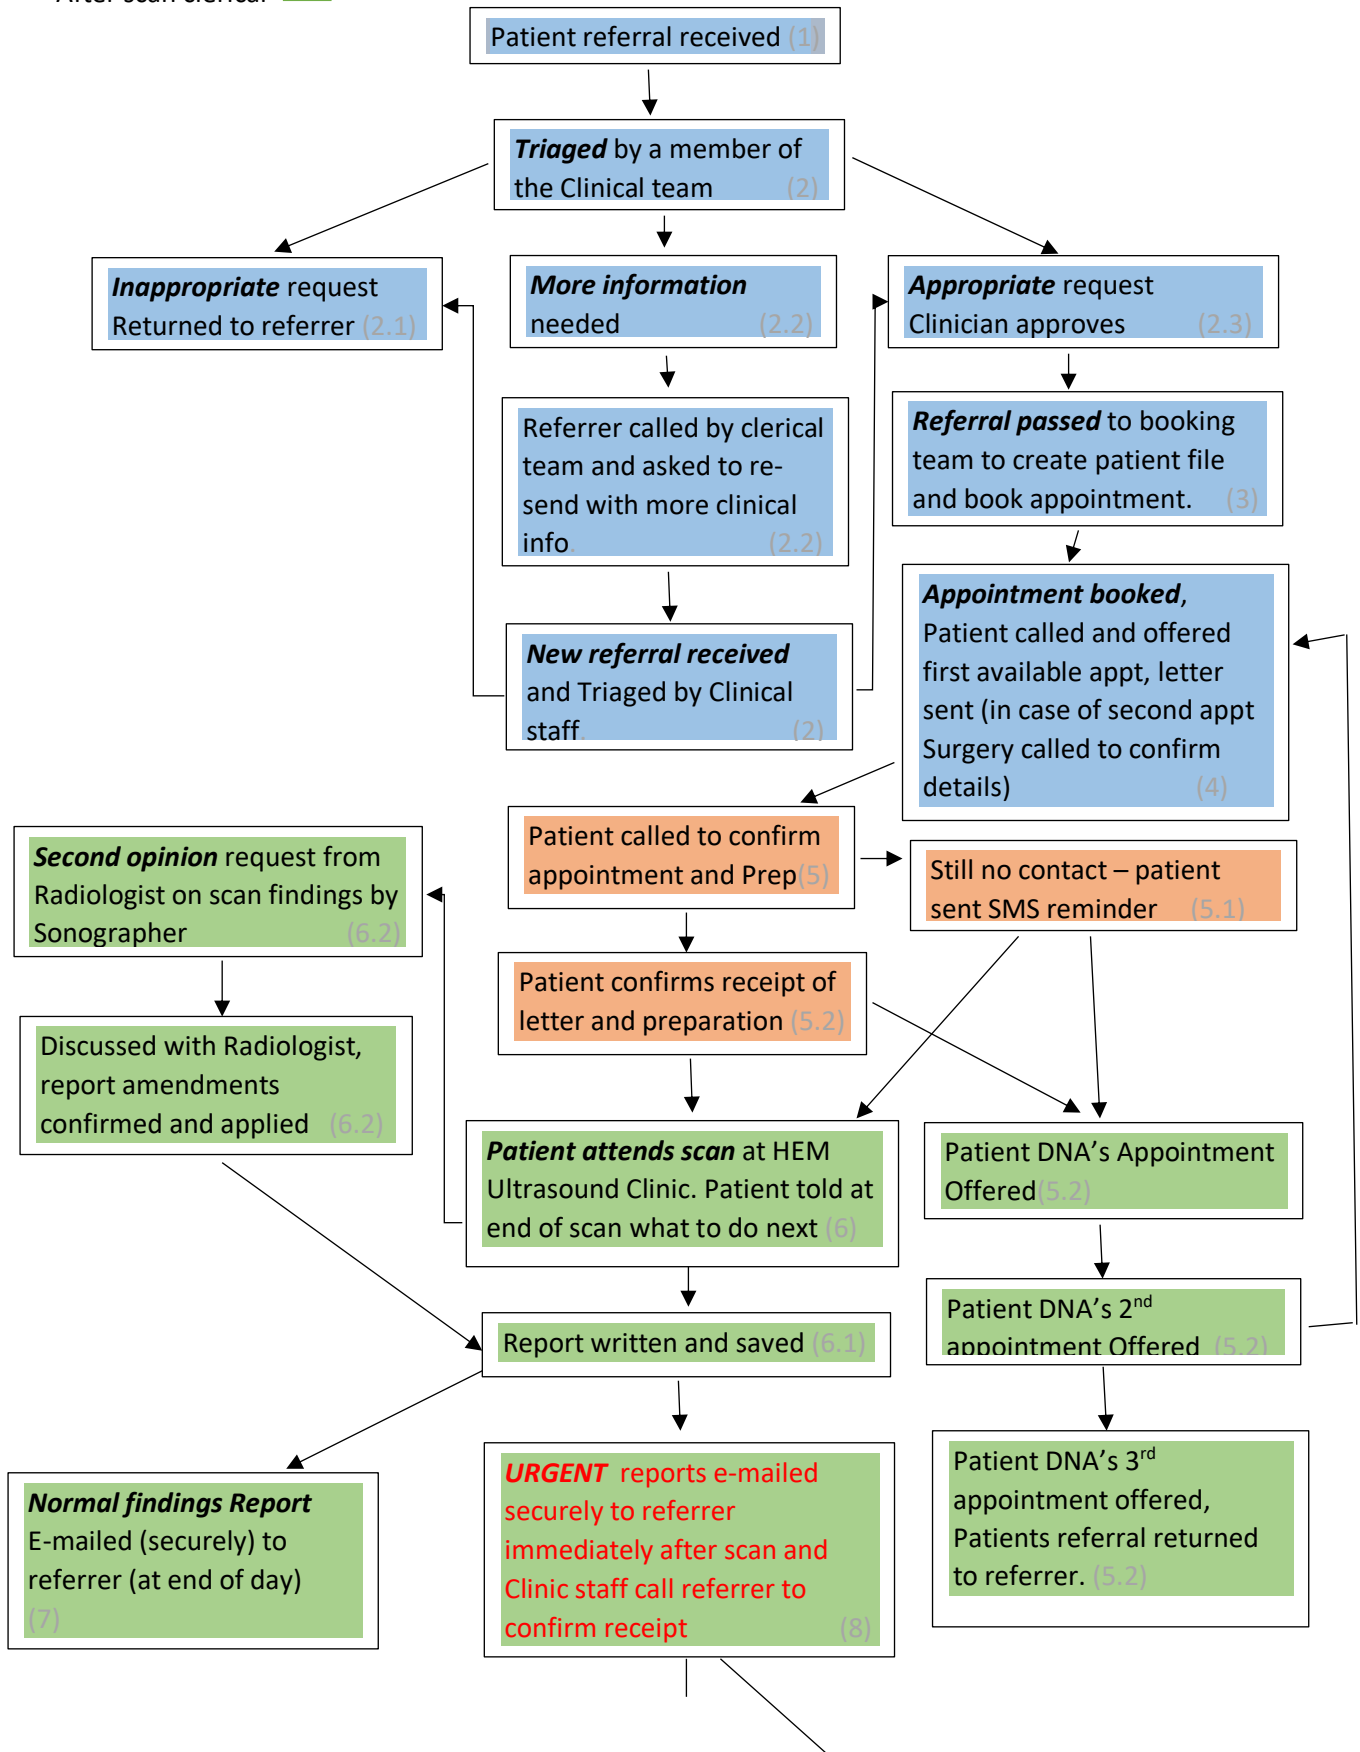 After scan clerical
Patient referral received (1)
Triaged by a member of
the Clinical team (2)
Inappropriate request
Returned to referrer (2.1)
More information
needed (2.2)
Appropriate request
Clinician approves (2.3)
Referrer called by clerical
team and asked to re-
send with more clinical
info. (2.2)
Referral passed to booking
team to create patient file
and book appointment. (3)
New referral received
and Triaged by Clinical
staff. (2)
Appointment booked,
Patient called and offered
first available appt, letter
sent (in case of second appt
Surgery called to confirm
details) (4)
Patient called to confirm
appointment and Prep(5)
Still no contact – patient
sent SMS reminder (5.1)
Second opinion request from
Radiologist on scan findings by
Sonographer (6.2)
Patient confirms receipt of
letter and preparation (5.2)
Discussed with Radiologist,
report amendments
confirmed and applied (6.2)
Patient attends scan at HEM
Ultrasound Clinic. Patient told at
end of scan what to do next (6)
Patient DNA’s Appointment
Offered(5.2)
Report written and saved (6.1)
Patient DNA’s 2nd
appointment Offered (5.2)
Normal findings Report
E-mailed (securely) to
referrer (at end of day)
(7)
URGENT reports e-mailed
securely to referrer
immediately after scan and
Clinic staff call referrer to
confirm receipt (8)
Patient DNA’s 3rd
appointment offered,
Patients referral returned
to referrer. (5.2)